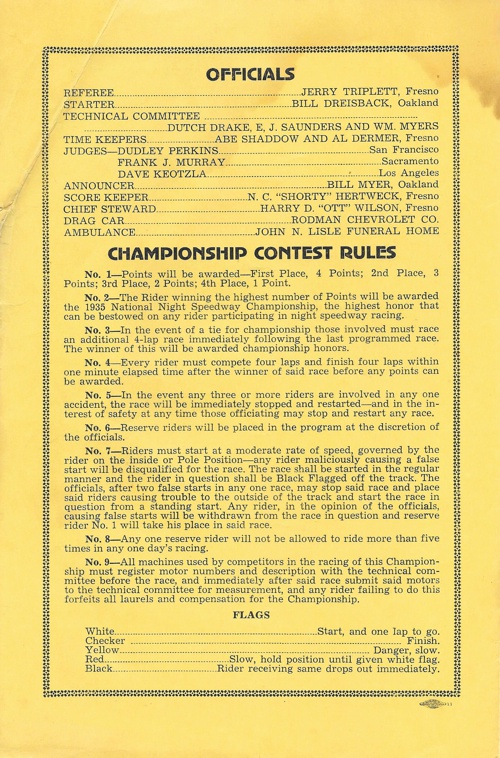 OFFICIALS
REFEREE JERRY TRIPLETT, Fresno
STARTER BILL DREISBACK, Oakland
TECHNICAL COMMITTEE
DUTCH DRAKE, E, J. SAUNDERS AND WM. MYERS
TIME KEEPERS ABE SHADDOW AND AL DERMER, Fresno
JUDGES—DUDLEY PERKINS San Francisco
FRANK J. MURRAY Sacramento
DAVE KEOTZLA Los Angeles
ANNOUNCER BILL MYER, Oakland
SCORE KEEPER N. C. “SHORTY” HERTWECK, Fresno
CHIEF STEWARD HARRY D. “OTT” WILSON, Fresno
DRAG CAR RODMAN CHEVROLET CO.
AMBULANCE JOHN N. LISLE FUNERAL HOME
CHAMPIONSHIP CONTEST RULES
No. 1—Points will be awarded—First Place, 4 Points; 2nd Place, 3
Points; 3rd Place, 2 Points; 4th Place, 1 Point.
No. 2—The Rider winning the highest number of Points will be awarded
the 1935 National Night Speedway Championship, the highest honor that
can be bestowed on any rider participating in night speedway racing.
No. 3—In the event of a tie for championship those involved must race
an additional 4-lap race immediately following the last programmed race.
The winner of this will be awarded championship honors.
No. 4—Every rider must compete four laps and finish four laps within
one minute elapsed time after the winner of said race before any points can
be awarded.
No. 5—In the event any three or more riders are involved in any one
accident, the race will be immediately stopped and restarted—and in the in-
terest of safety at any time those officiating may stop and restart any race.
No. 6—Reserve riders will be placed in the program at the discretion of
the officials.
No. 7—Riders must start at a moderate rate of speed, governed by the
rider on the inside or Pole Position—any rider maliciously causing a false
start will be disqualified for the race. The race shall be started in the regular
manner and the rider in question shall be Black Flagged off the track. The
officials, after two false starts in any one race, may stop said race and place
said riders causing trouble to the outside of the track and start the race in
question from a standing start. Any rider, in the opinion of the officials,
causing false starts will be withdrawn from the race in question and reserve
rider No. 1 will take his place in said race.
No. 8—Any one reserve rider will not be allowed to ride more than five
times in any one day's racing.
No. 9—All machines used by competitors in the racing of this Champion-
ship must register motor numbers and description with the technical com-
mittee before the race, and immediately after said race submit said motors
to the technical committee for measurement, and any rider failing to do this
forfeits all laurels and compensation for the Championship.
FLAGS
White Start, and one lap to go.
Checker Finish.
Yellow Danger, slow.
Red Slow, hold position until given white flag.
Black Rider receiving same drops out immediately.